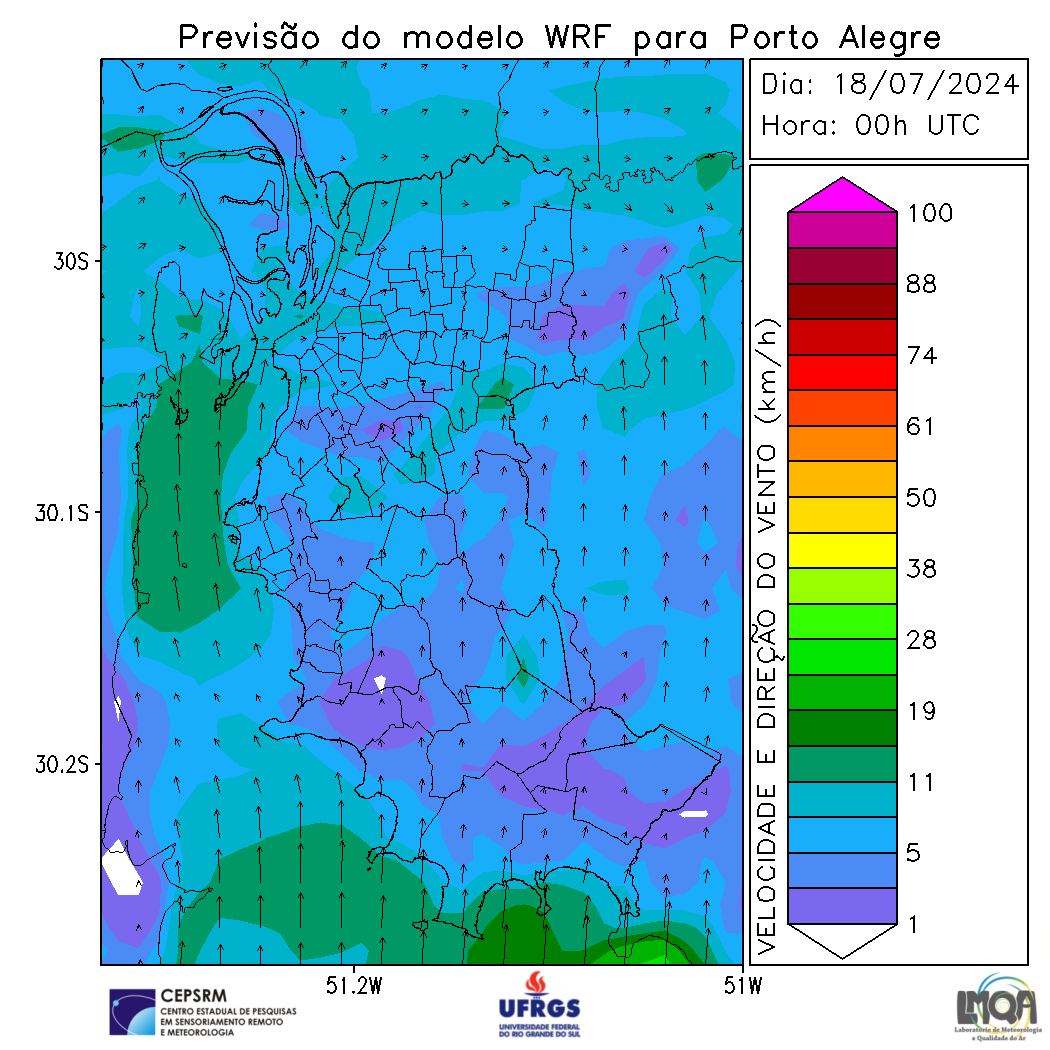 Previsão do modelo WRF para Porto Alegre
Dia: 18/07/2024
Hora: 00h UTC
30S
30.1S
30.2S
51.2W
51W
VELOCIDADE E DIREÇÃO DO VENTO (km/h)
100
88
74
61
50
38
28
19
11
5
1
CEPSRM
CENTRO ESTADUAL DE PESQUISAS
EM SENSORIAMENTO REMOTO
E METEOROLOGIA
UFRGS
UNIVERSIDADE FEDERAL
DO RIO GRANDE DO SUL
LMQA
Laboratório de Meteorologia
e Qualidade do Ar